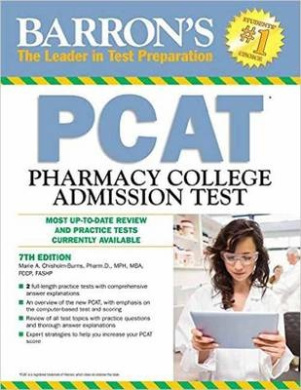 BARRON'S
The Leader in Test Preparation
STUDENTS'
#1
CHOICE
PCAT
PHARMACY COLLEGE
ADMISSION TEST
MOST UP-TO-DATE REVIEW
AND PRACTICE TESTS
CURRENTLY AVAILABLE
7TH EDITION
Marie A. Chisholm-Burns, Pharm.D., MPH, MBA,
FCCP, FASHP
2 full-length practice tests with comprehensive
answer explanations
An overview of the new PCAT, with emphasis on
the computer-based test and scoring
Review of all test topics with practice questions
and thorough answer explanations
Expert strategies to help you increase your PCAT
score